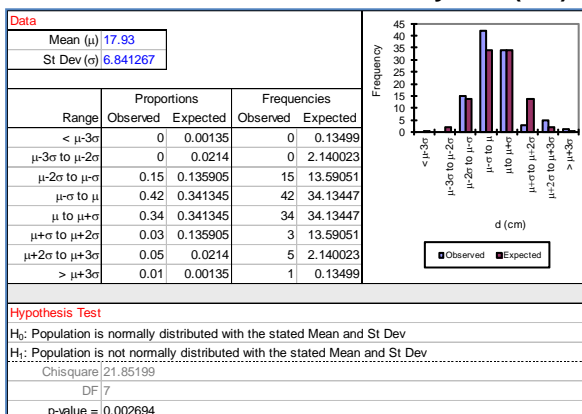 Data
Mean (μ) 17.93
St Dev (σ) 6.841267
Proportions Frequencies
Range Observed Expected Observed Expected
< μ-3σ 0 0.00135 0 0.13499
μ-3σ to μ-2σ 0 0.0214 0 2.140023
μ-2σ to μ-σ 0.15 0.135905 15 13.59051
μ-σ to μ 0.42 0.341345 42 34.13447
μ to μ+σ 0.34 0.341345 34 34.13447
μ+σ to μ+2σ 0.03 0.135905 3 13.59051
μ+2σ to μ+3σ 0.05 0.0214 5 2.140023
> μ+3σ 0.01 0.00135 1 0.13499
Frequency
45
40
35
30
25
20
15
10
5
0
< μ-3σ
μ-3σ to μ-2σ
μ-2σ to μ-σ
μ-σ to μ
μ to μ+σ
μ+σ to μ+2σ
μ+2σ to μ+3σ
> μ+3σ
d (cm)
Observed Expected
Hypothesis Test
H₀: Population is normally distributed with the stated Mean and St Dev
H₁: Population is not normally distributed with the stated Mean and St Dev
Chisquare 21.85199
DF 7
p-value = 0.002694